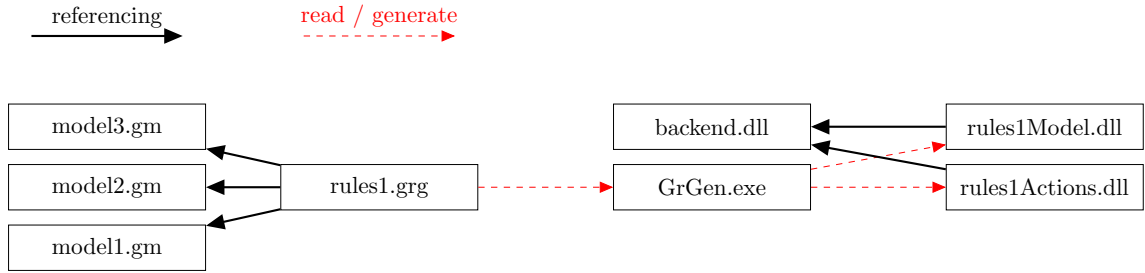 referencing
read / generate
model3.gm
backend.dll
rules1Model.dll
model2.gm
rules1.grg
GrGen.exe
rules1Actions.dll
model1.gm